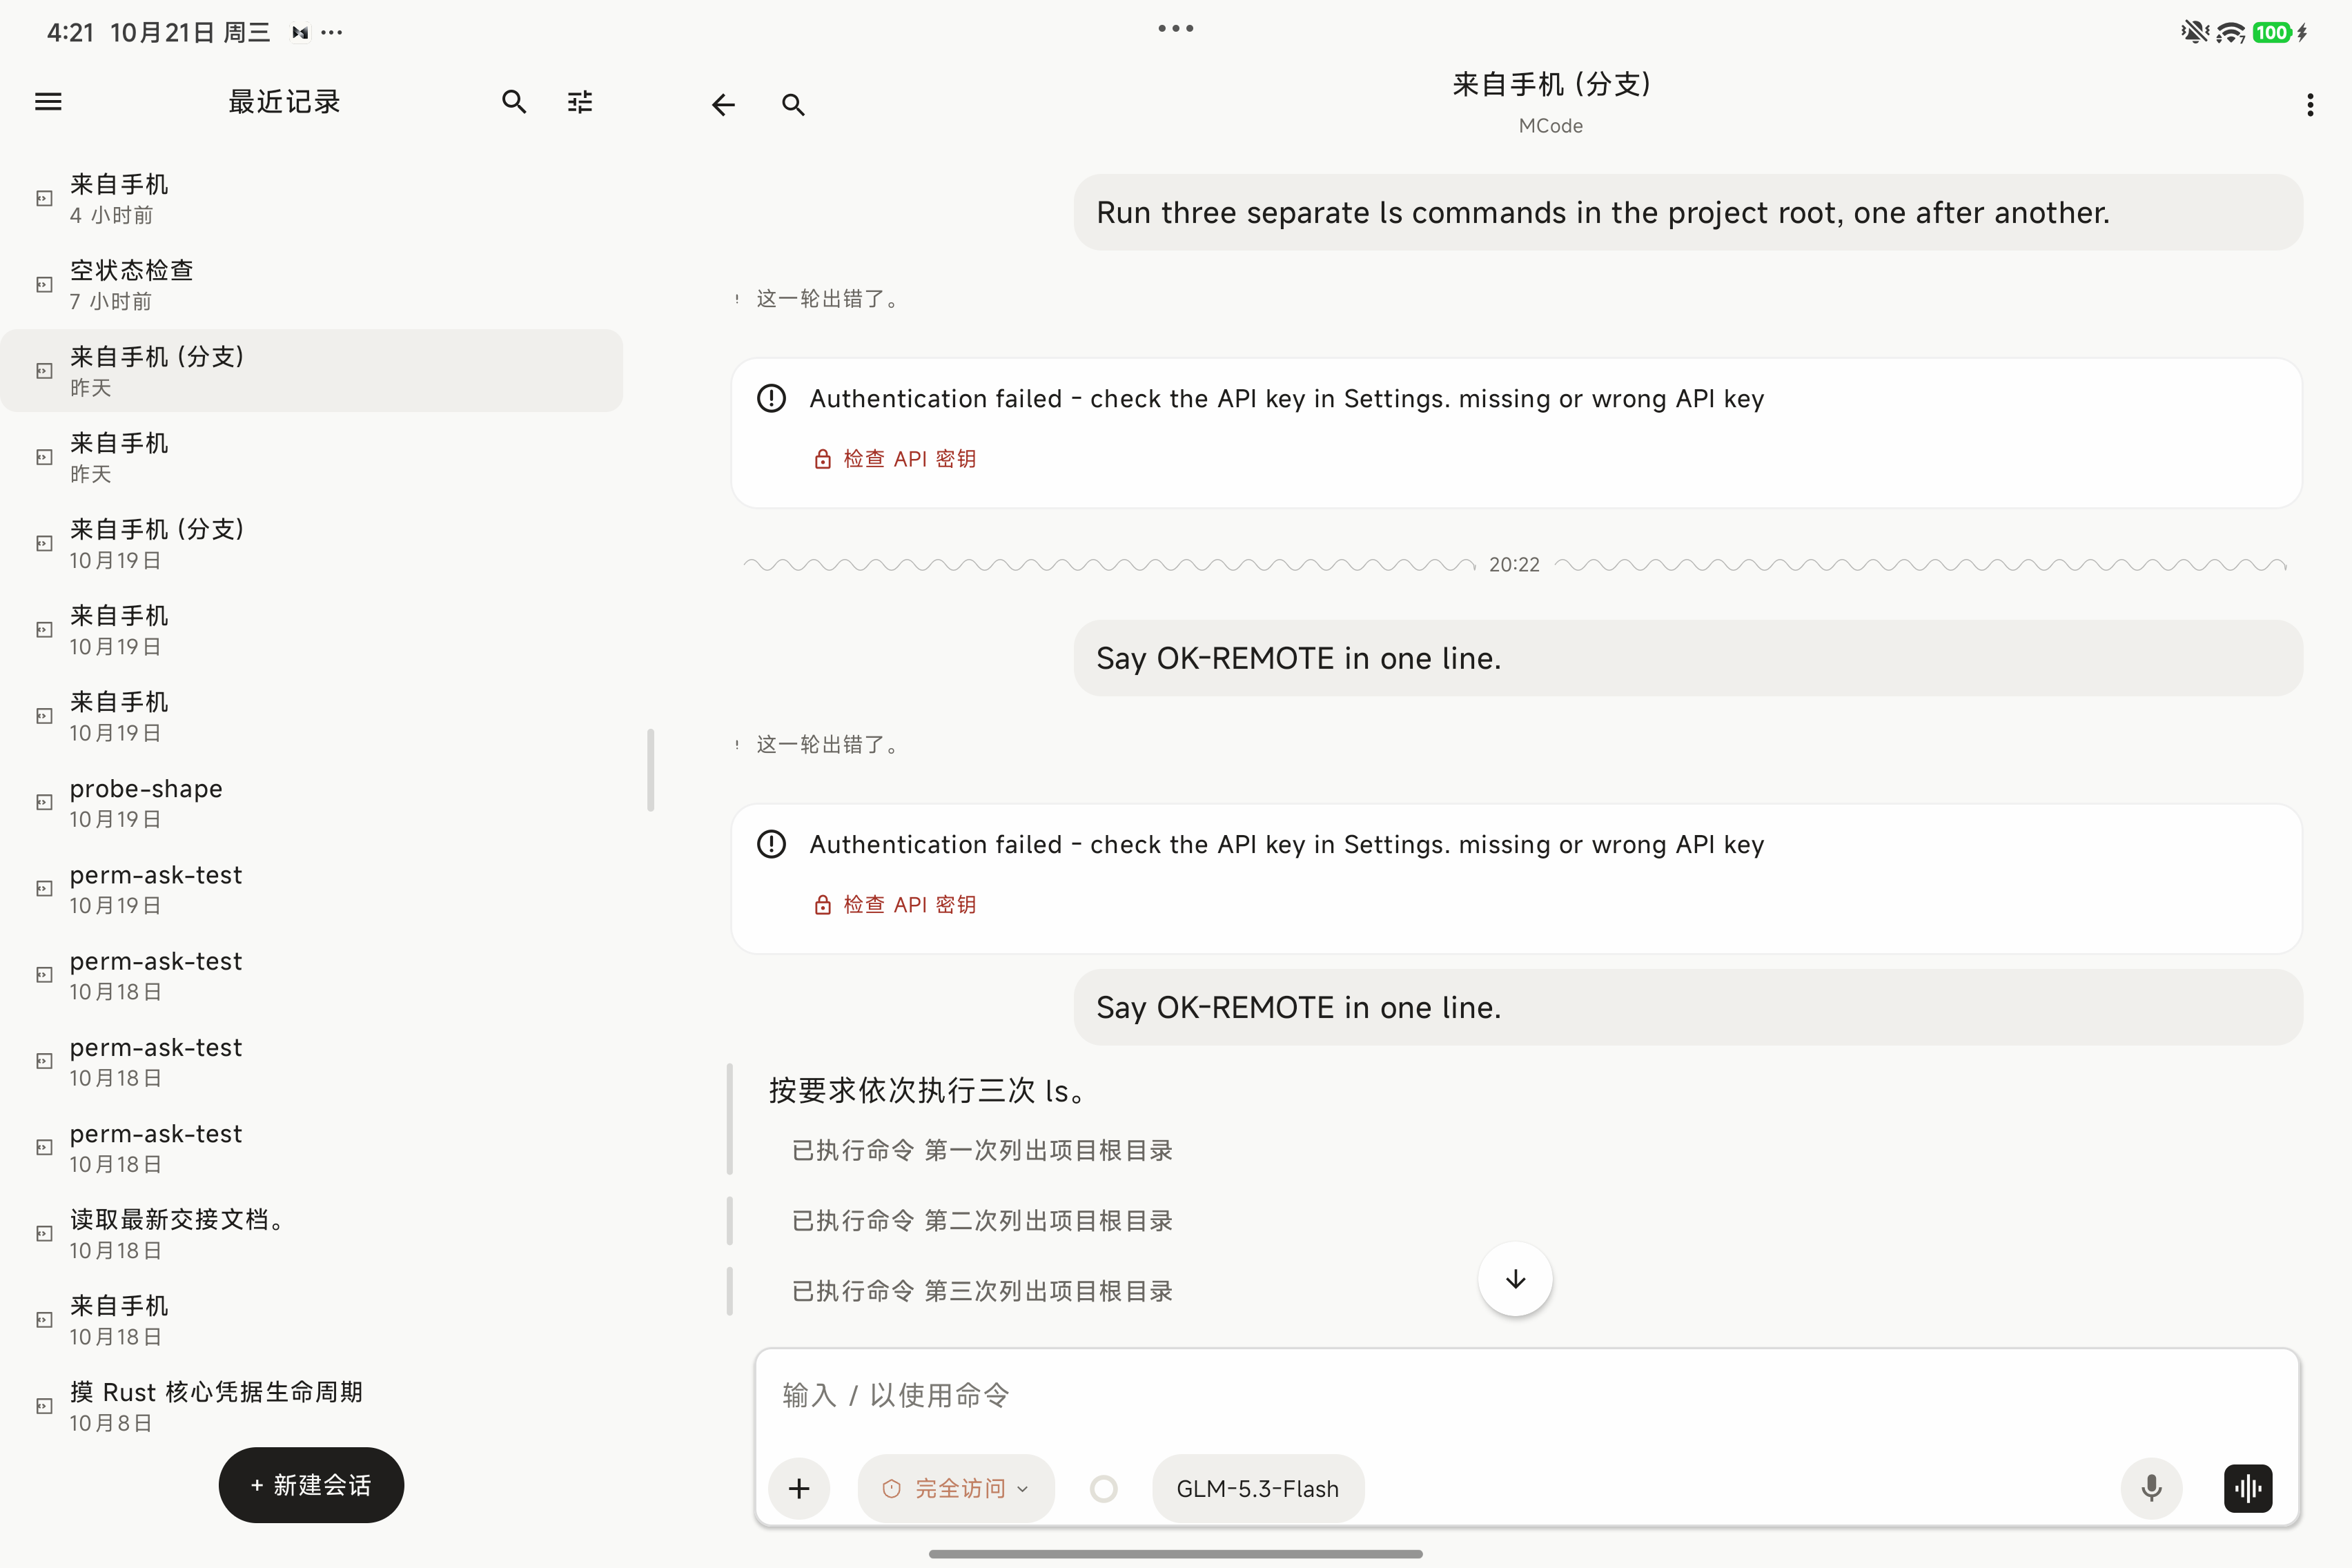 4:21 10月21日 周三
100
最近记录
来自手机
4 小时前
空状态检查
7 小时前
来自手机 (分支)
昨天
来自手机
昨天
来自手机 (分支)
10月19日
来自手机
10月19日
来自手机
10月19日
probe-shape
10月19日
perm-ask-test
10月19日
perm-ask-test
10月18日
perm-ask-test
10月18日
perm-ask-test
10月18日
读取最新交接文档。
10月18日
来自手机
10月18日
摸 Rust 核心凭据生命周期
10月8日
+ 新建会话
来自手机 (分支)
MCode
Run three separate ls commands in the project root, one after another.
! 这一轮出错了。
Authentication failed - check the API key in Settings. missing or wrong API key
检查 API 密钥
20:22
Say OK-REMOTE in one line.
! 这一轮出错了。
Authentication failed - check the API key in Settings. missing or wrong API key
检查 API 密钥
Say OK-REMOTE in one line.
按要求依次执行三次 ls。
已执行命令 第一次列出项目根目录
已执行命令 第二次列出项目根目录
已执行命令 第三次列出项目根目录
输入 / 以使用命令
完全访问
GLM-5.3-Flash